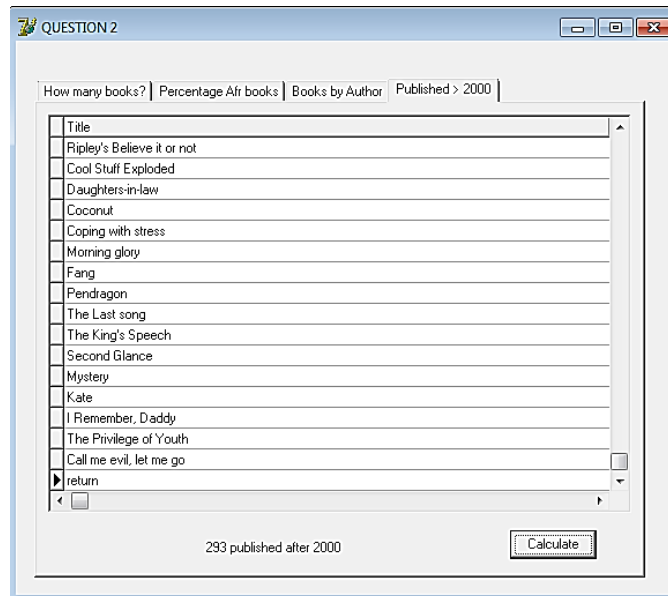 QUESTION 2
How many books? Percentage Afr books Books by Author Published > 2000
Title
Ripley's Believe it or not
Cool Stuff Exploded
Daughters-in-law
Coconut
Coping with stress
Morning glory
Fang
Pendragon
The Last song
The King's Speech
Second Glance
Mystery
Kate
I Remember, Daddy
The Privilege of Youth
Call me evil, let me go
return
293 published after 2000 Calculate